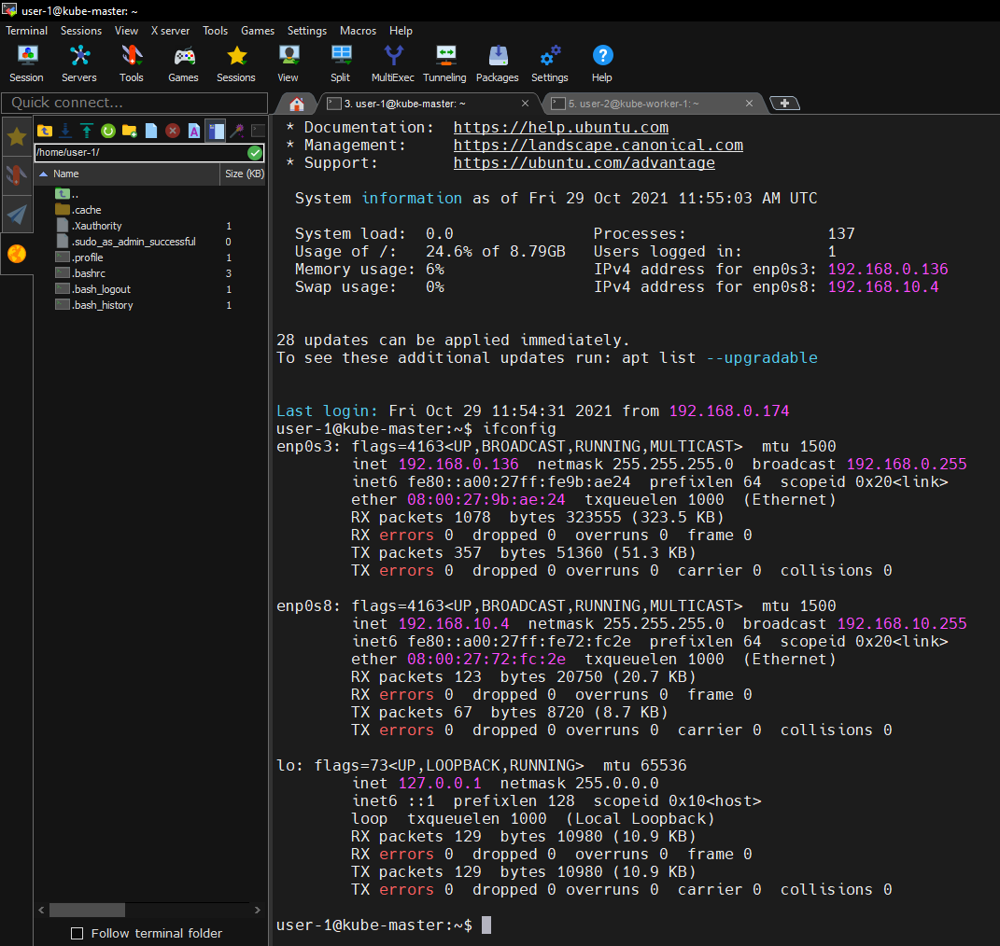 user-1@kube-master: ~
Terminal Sessions View X server Tools Games Settings Macros Help
Session Servers Tools Games Sessions View Split MultiExec Tunneling Packages Settings Help
Quick connect...
3. user-1@kube-master: ~
5. user-2@kube-worker-1: ~
/home/user-1/
Name Size (KB)
..
.cache
.Xauthority 1
.sudo_as_admin_successful 0
.profile 1
.bashrc 3
.bash_logout 1
.bash_history 1
Follow terminal folder
* Documentation: https://help.ubuntu.com
* Management: https://landscape.canonical.com
* Support: https://ubuntu.com/advantage
System information as of Fri 29 Oct 2021 11:55:03 AM UTC
System load: 0.0 Processes: 137
Usage of /: 24.6% of 8.79GB Users logged in: 1
Memory usage: 6% IPv4 address for enp0s3: 192.168.0.136
Swap usage: 0% IPv4 address for enp0s8: 192.168.10.4
28 updates can be applied immediately.
To see these additional updates run: apt list --upgradable
Last login: Fri Oct 29 11:54:31 2021 from 192.168.0.174
user-1@kube-master:~$ ifconfig
enp0s3: flags=4163<UP,BROADCAST,RUNNING,MULTICAST> mtu 1500
inet 192.168.0.136 netmask 255.255.255.0 broadcast 192.168.0.255
inet6 fe80::a00:27ff:fe9b:ae24 prefixlen 64 scopeid 0x20<link>
ether 08:00:27:9b:ae:24 txqueuelen 1000 (Ethernet)
RX packets 1078 bytes 323555 (323.5 KB)
RX errors 0 dropped 0 overruns 0 frame 0
TX packets 357 bytes 51360 (51.3 KB)
TX errors 0 dropped 0 overruns 0 carrier 0 collisions 0
enp0s8: flags=4163<UP,BROADCAST,RUNNING,MULTICAST> mtu 1500
inet 192.168.10.4 netmask 255.255.255.0 broadcast 192.168.10.255
inet6 fe80::a00:27ff:fe72:fc2e prefixlen 64 scopeid 0x20<link>
ether 08:00:27:72:fc:2e txqueuelen 1000 (Ethernet)
RX packets 123 bytes 20750 (20.7 KB)
RX errors 0 dropped 0 overruns 0 frame 0
TX packets 67 bytes 8720 (8.7 KB)
TX errors 0 dropped 0 overruns 0 carrier 0 collisions 0
lo: flags=73<UP,LOOPBACK,RUNNING> mtu 65536
inet 127.0.0.1 netmask 255.0.0.0
inet6 ::1 prefixlen 128 scopeid 0x10<host>
loop txqueuelen 1000 (Local Loopback)
RX packets 129 bytes 10980 (10.9 KB)
RX errors 0 dropped 0 overruns 0 frame 0
TX packets 129 bytes 10980 (10.9 KB)
TX errors 0 dropped 0 overruns 0 carrier 0 collisions 0
user-1@kube-master:~$